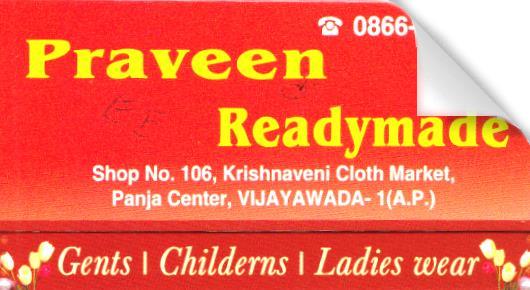 ☎ 0866-
Praveen
Readymade
Shop No. 106, Krishnaveni Cloth Market,
Panja Center, VIJAYAWADA- 1(A.P.)
Gents | Childerns | Ladies wear